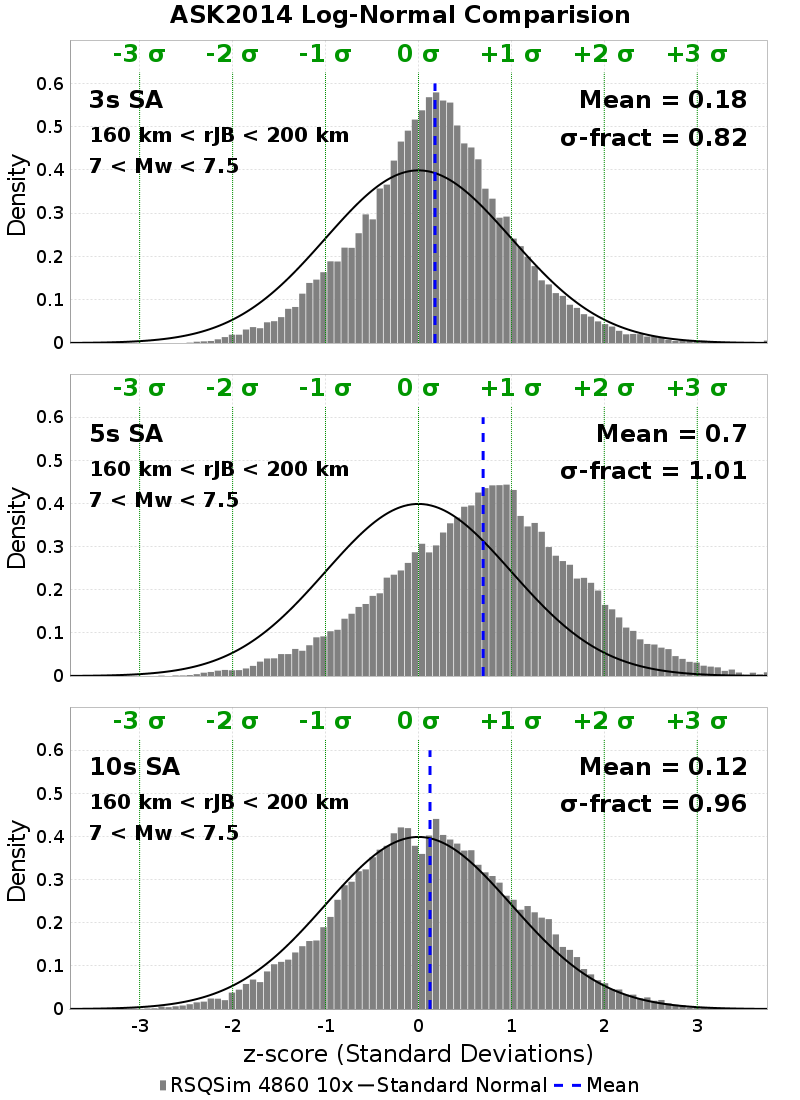 ASK2014 Log-Normal Comparision
-3 σ -2 σ -1 σ 0 σ +1 σ +2 σ +3 σ
3s SA
Mean = 0.18
160 km < rJB < 200 km
σ-fract = 0.82
7 < Mw < 7.5
0.6
0.5
0.4
0.3
0.2
0.1
0
Density
-3 σ -2 σ -1 σ 0 σ +1 σ +2 σ +3 σ
5s SA
Mean = 0.7
160 km < rJB < 200 km
σ-fract = 1.01
7 < Mw < 7.5
0.6
0.5
0.4
0.3
0.2
0.1
0
Density
-3 σ -2 σ -1 σ 0 σ +1 σ +2 σ +3 σ
10s SA
Mean = 0.12
160 km < rJB < 200 km
σ-fract = 0.96
7 < Mw < 7.5
0.6
0.5
0.4
0.3
0.2
0.1
0
Density
-3 -2 -1 0 1 2 3
z-score (Standard Deviations)
RSQSim 4860 10x Standard Normal Mean